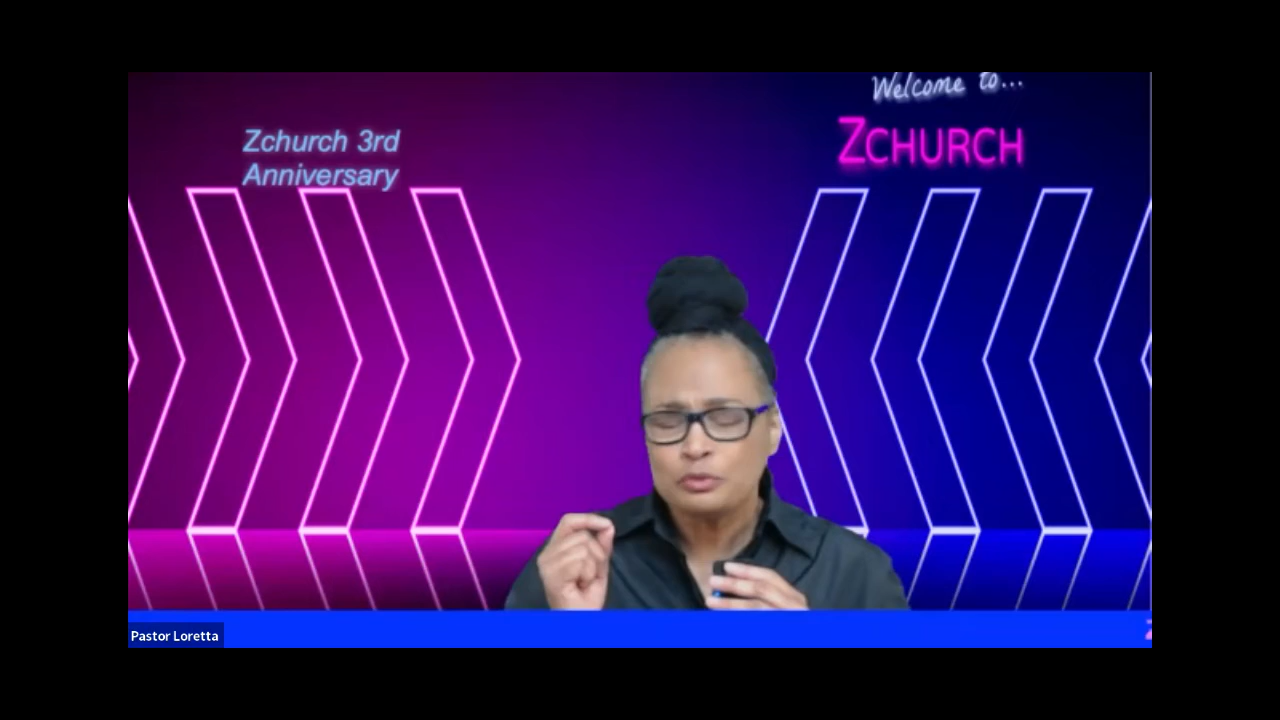 Welcome to...
Zchurch 3rd
Anniversary
ZCHURCH
Pastor Loretta